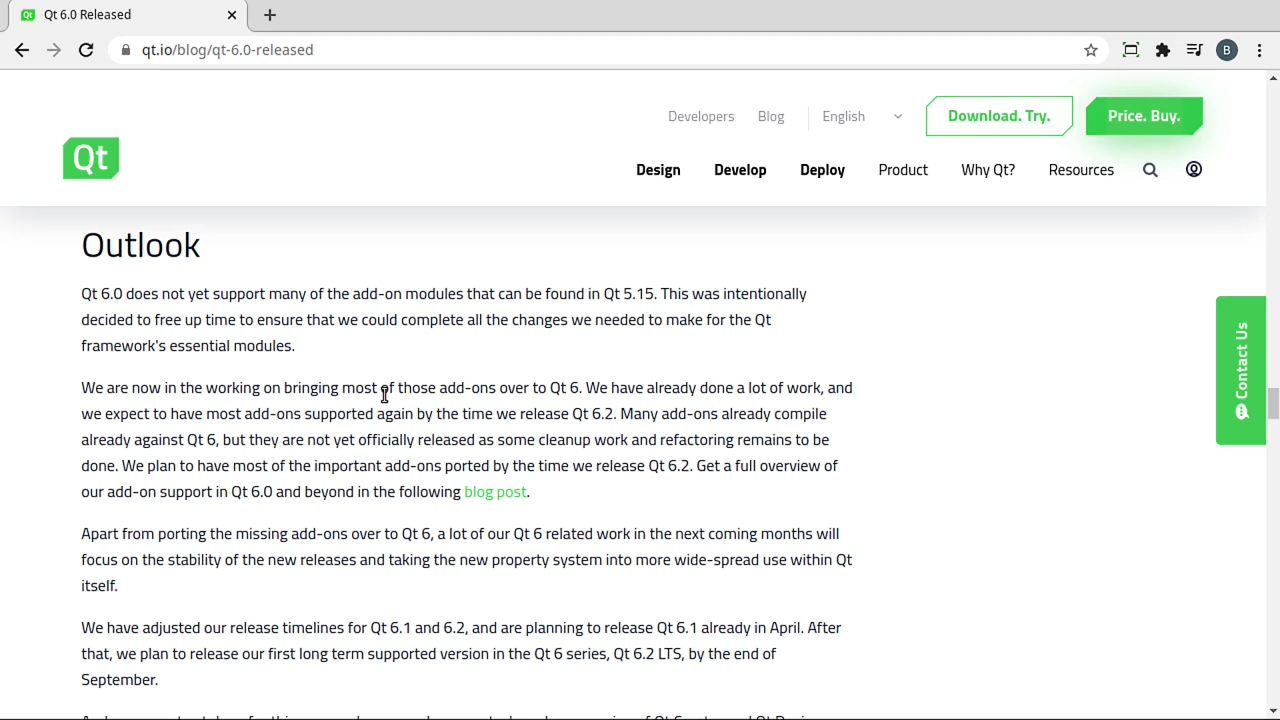 Qt 6.0 Released
qt.io/blog/qt-6.0-released
B
Developers Blog English Download. Try. Price. Buy.
Qt
Design Develop Deploy Product Why Qt? Resources
Outlook
Qt 6.0 does not yet support many of the add-on modules that can be found in Qt 5.15. This was intentionally
decided to free up time to ensure that we could complete all the changes we needed to make for the Qt
framework's essential modules.
We are now in the working on bringing most of those add-ons over to Qt 6. We have already done a lot of work, and
we expect to have most add-ons supported again by the time we release Qt 6.2. Many add-ons already compile
already against Qt 6, but they are not yet officially released as some cleanup work and refactoring remains to be
done. We plan to have most of the important add-ons ported by the time we release Qt 6.2. Get a full overview of
our add-on support in Qt 6.0 and beyond in the following blog post.
Apart from porting the missing add-ons over to Qt 6, a lot of our Qt 6 related work in the next coming months will
focus on the stability of the new releases and taking the new property system into more wide-spread use within Qt
itself.
We have adjusted our release timelines for Qt 6.1 and 6.2, and are planning to release Qt 6.1 already in April. After
that, we plan to release our first long term supported version in the Qt 6 series, Qt 6.2 LTS, by the end of
September.
Contact Us